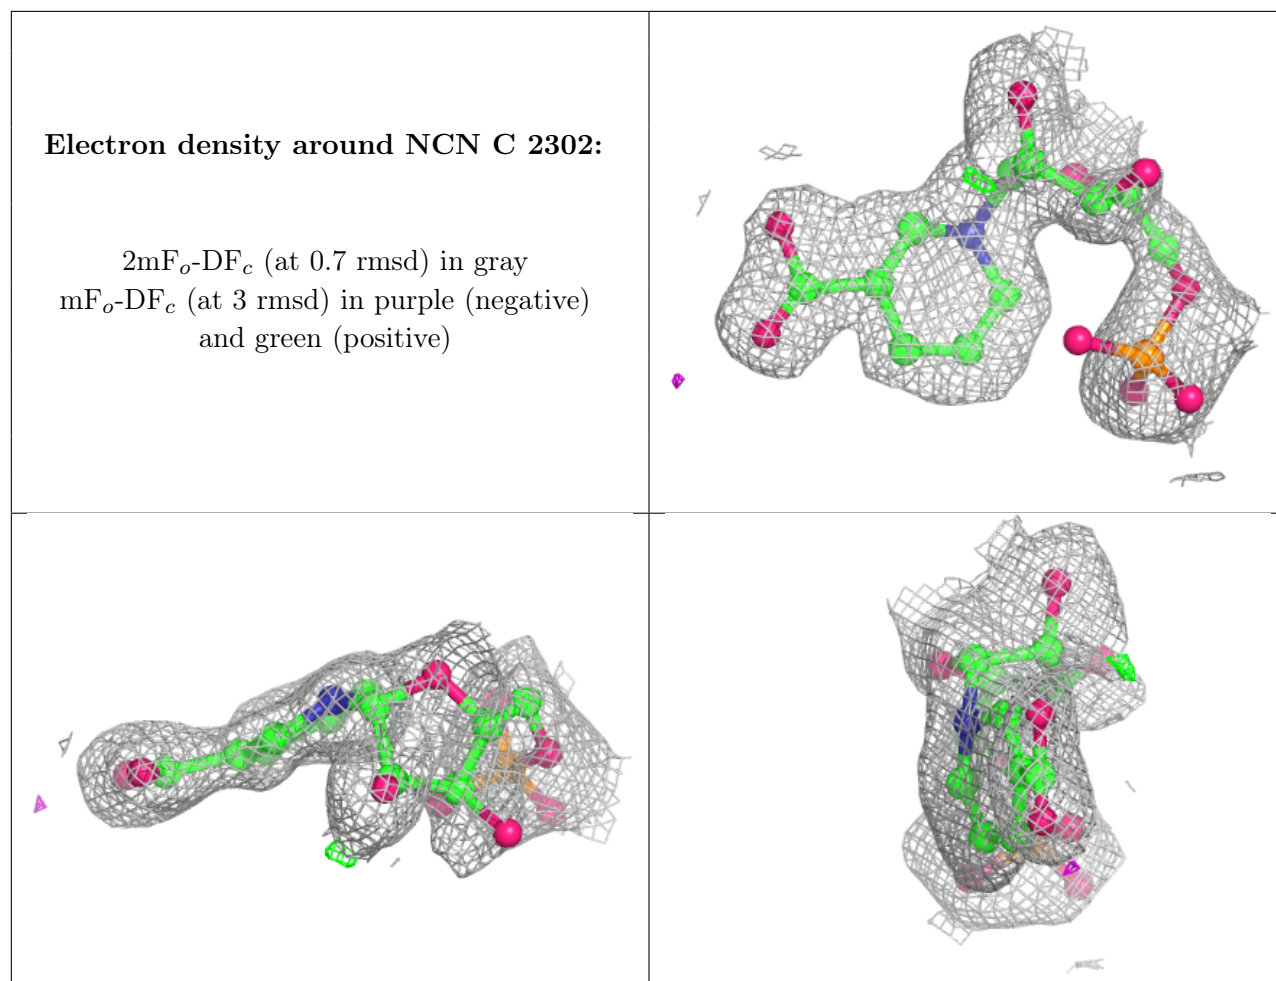 Electron density around NCN C 2302:
2mFo-DFc (at 0.7 rmsd) in gray
mFo-DFc (at 3 rmsd) in purple (negative)
and green (positive)